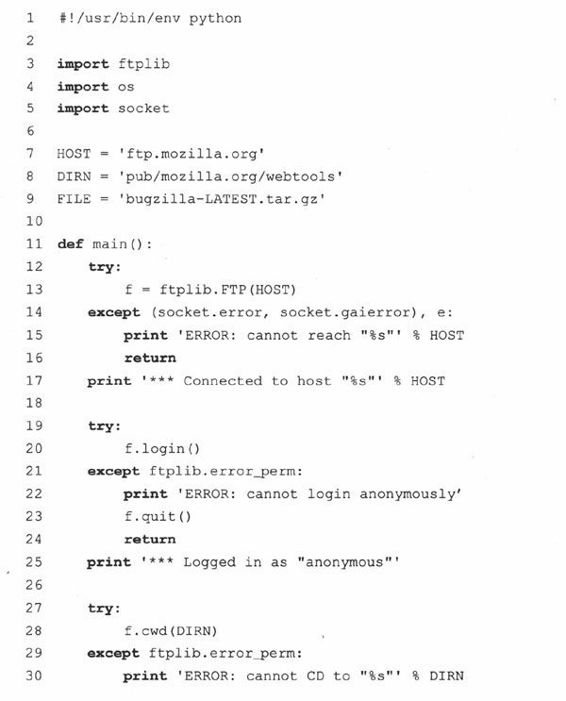 1 #!/usr/bin/env python
2
3 import ftplib
4 import os
5 import socket
6
7 HOST = 'ftp.mozilla.org'
8 DIRN = 'pub/mozilla.org/webtools'
9 FILE = 'bugzilla-LATEST.tar.gz'
10
11 def main():
12     try:
13         f = ftplib.FTP(HOST)
14     except (socket.error, socket.gaierror), e:
15         print 'ERROR: cannot reach "%s"' % HOST
16         return
17     print '*** Connected to host "%s"' % HOST
18
19     try:
20         f.login()
21     except ftplib.error_perm:
22         print 'ERROR: cannot login anonymously'
23         f.quit()
24         return
25     print '*** Logged in as "anonymous"'
26
27     try:
28         f.cwd(DIRN)
29     except ftplib.error_perm:
30         print 'ERROR: cannot CD to "%s"' % DIRN